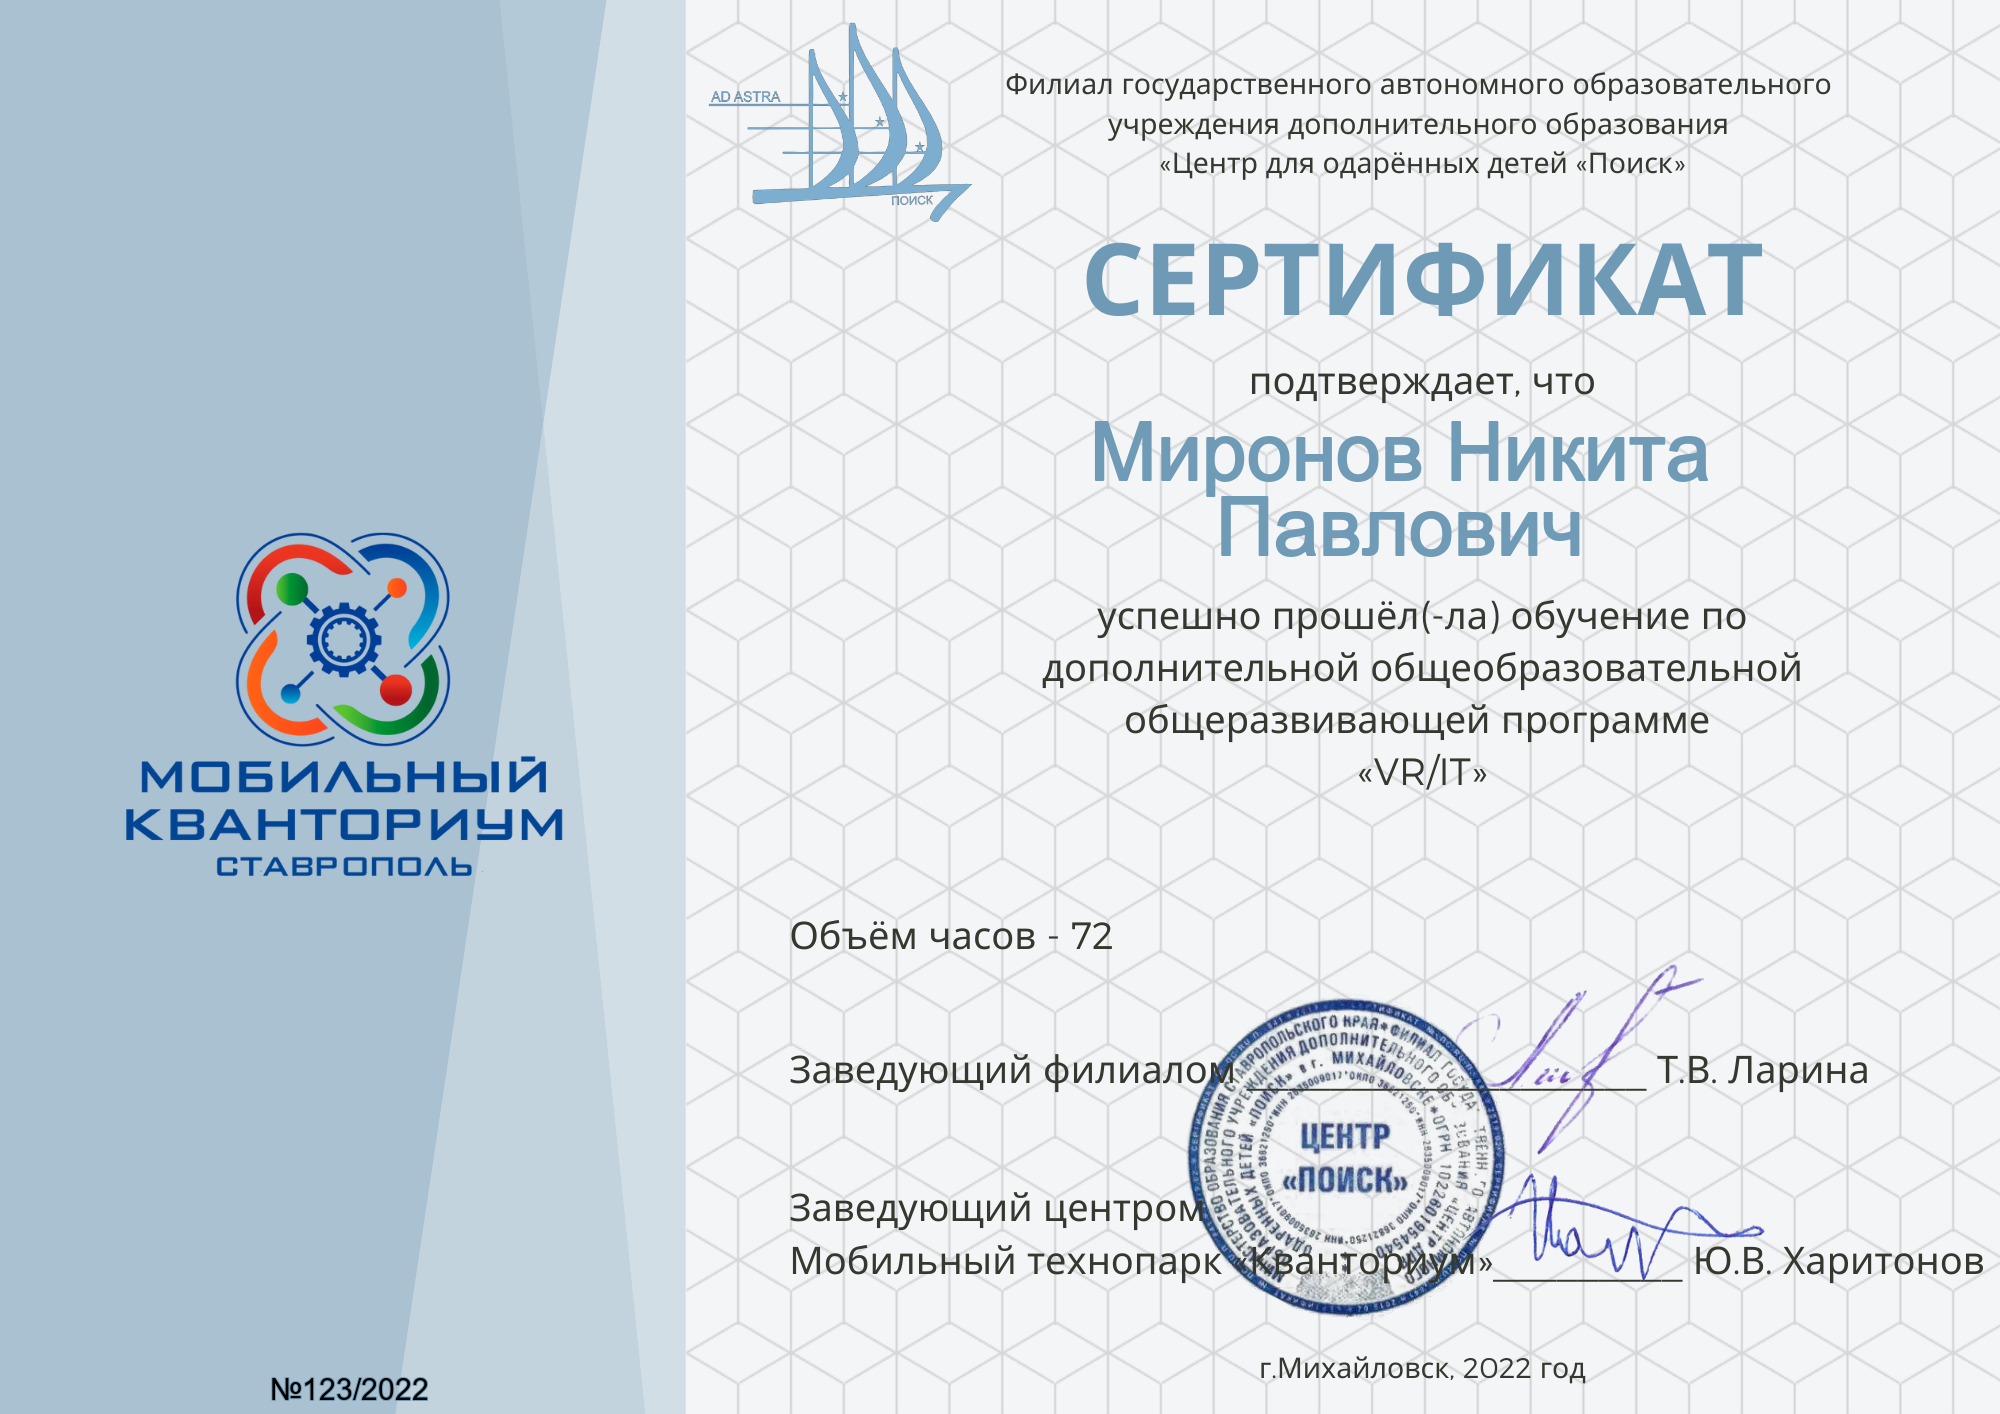 AD ASTRA
ПОИСК
Филиал государственного автономного образовательного
учреждения дополнительного образования
«Центр для одарённых детей «Поиск»
СЕРТИФИКАТ
подтверждает, что
Миронов Никита
Павлович
успешно прошёл(-ла) обучение по
дополнительной общеобразовательной
общеразвивающей программе
«VR/IT»
МОБИЛЬНЫЙ
КВАНТОРИУМ
СТАВРОПОЛЬ
Объём часов - 72
Заведующий филиалом Т.В. Ларина
ЦЕНТР
«ПОИСК»
Заведующий центром
Мобильный технопарк «Кванториум»__________ Ю.В. Харитонов
г.Михайловск, 2022 год
№123/2022